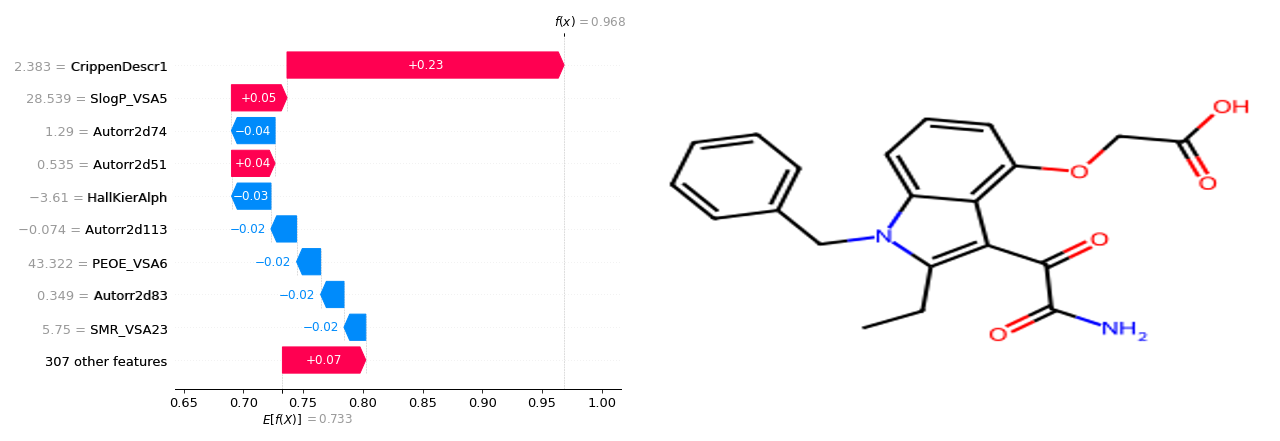 f(x) = 0.968
2.383 = CrippenDescr1 +0.23
28.539 = SlogP_VSA5 +0.05
1.29 = Autorr2d74 −0.04
0.535 = Autorr2d51 +0.04
−3.61 = HallKierAlph −0.03
−0.074 = Autorr2d113 −0.02
43.322 = PEOE_VSA6 −0.02
0.349 = Autorr2d83 −0.02
5.75 = SMR_VSA23 −0.02
307 other features +0.07
0.65 0.70 0.75 0.80 0.85 0.90 0.95 1.00
E[f(X)] = 0.733
OH
O
O
N
O
O
NH2